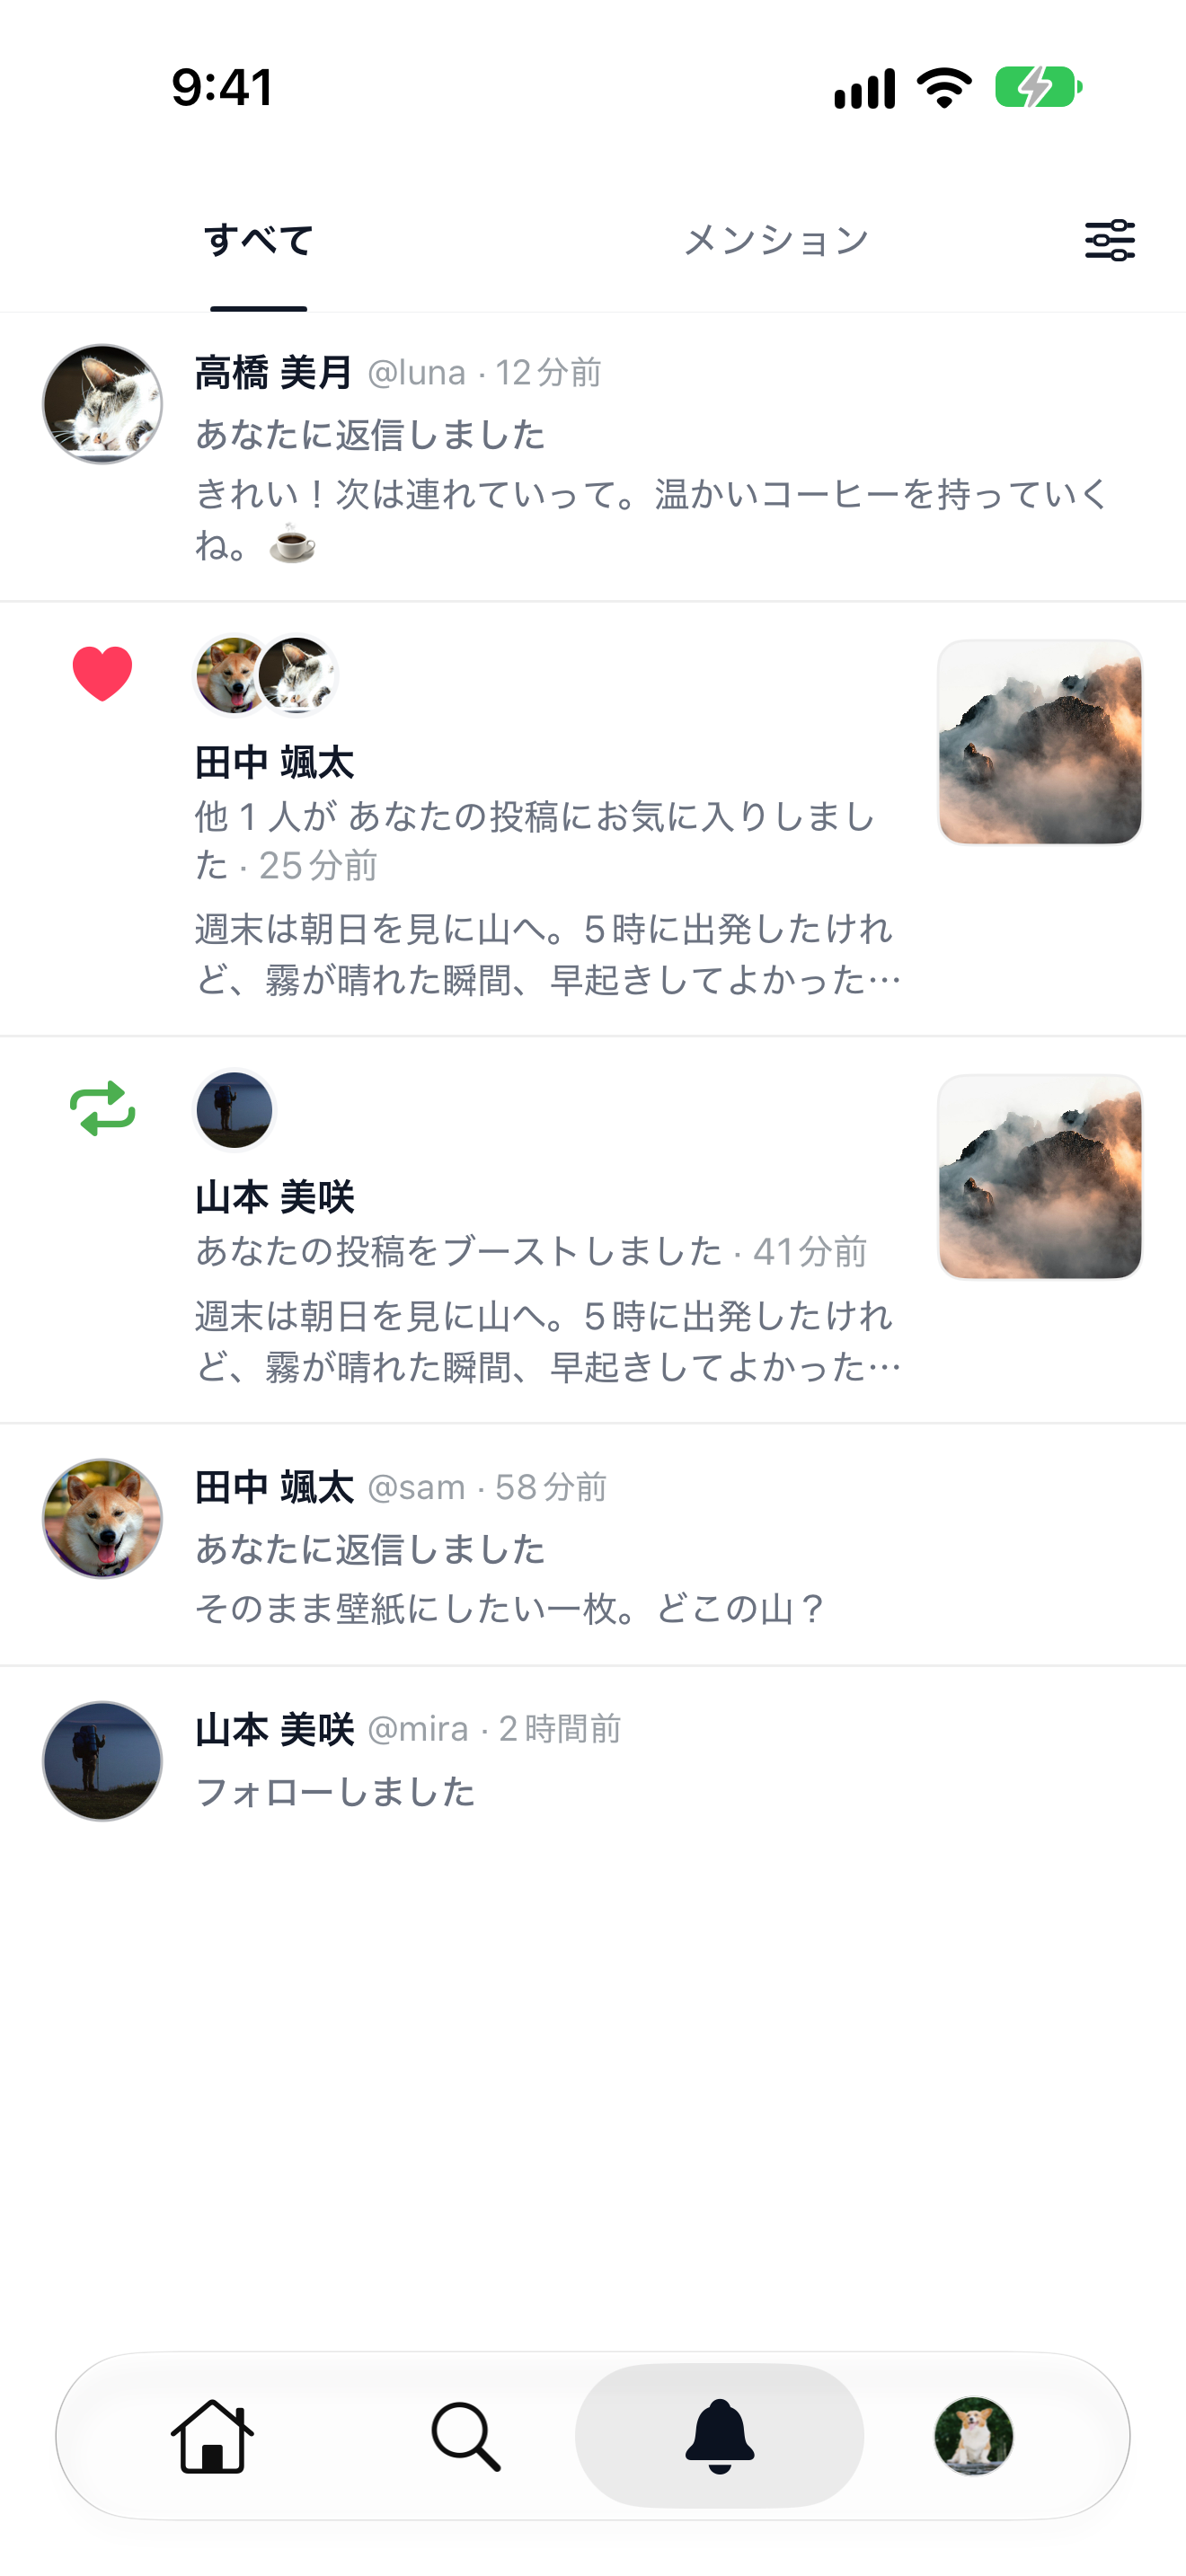 9:41
すべて
メンション
高橋 美月 @luna · 12分前
あなたに返信しました
きれい！次は連れていって。温かいコーヒーを持っていく
ね。☕
田中 颯太
他 1 人が あなたの投稿にお気に入りしまし
た · 25分前
週末は朝日を見に山へ。5時に出発したけれ
ど、霧が晴れた瞬間、早起きしてよかった…
山本 美咲
あなたの投稿をブーストしました · 41分前
週末は朝日を見に山へ。5時に出発したけれ
ど、霧が晴れた瞬間、早起きしてよかった…
田中 颯太 @sam · 58分前
あなたに返信しました
そのまま壁紙にしたい一枚。どこの山？
山本 美咲 @mira · 2時間前
フォローしました